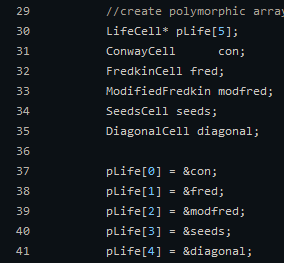 29 //create polymorphic array
30 LifeCell* pLife[5];
31 ConwayCell con;
32 FredkinCell fred;
33 ModifiedFredkin modfred;
34 SeedsCell seeds;
35 DiagonalCell diagonal;
36
37 pLife[0] = &con;
38 pLife[1] = &fred;
39 pLife[2] = &modfred;
40 pLife[3] = &seeds;
41 pLife[4] = &diagonal;